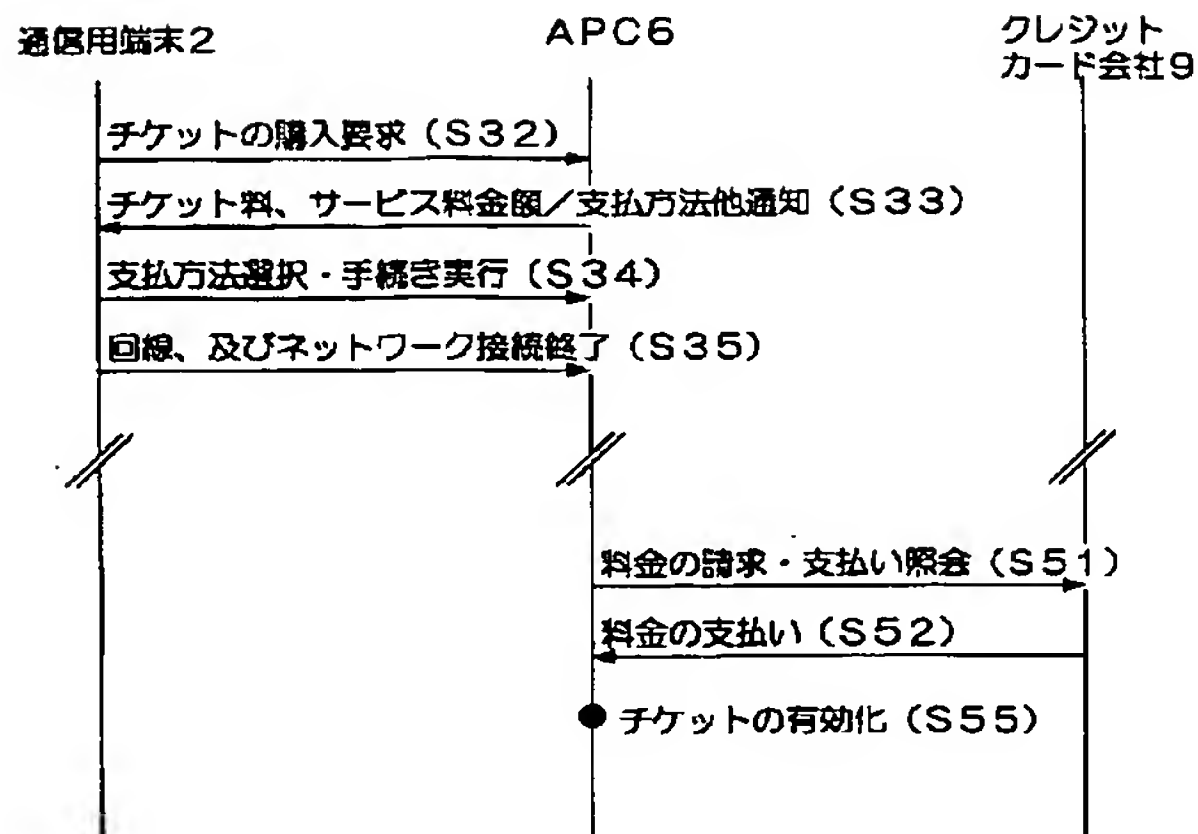 通信用端末2
APC6
クレジット
カード会社9
チケットの購入要求(S32)
チケット料、サービス料金額／支払方法他通知(S33)
支払方法選択・手続き実行(S34)
回線、及びネットワーク接続終了(S35)
料金の請求・支払い照会(S51)
料金の支払い(S52)
チケットの有効化(S55)